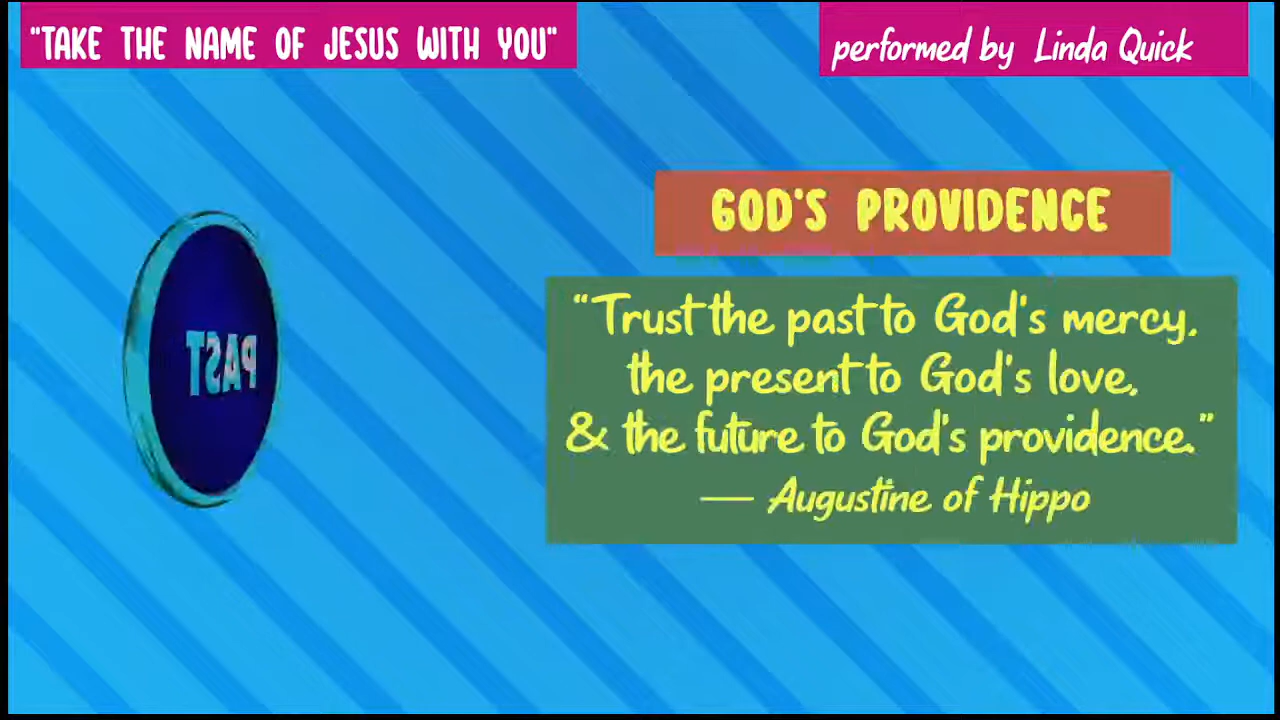 "TAKE THE NAME OF JESUS WITH YOU"
performed by Linda Quick
GOD'S PROVIDENCE
PAST
"Trust the past to God's mercy,
the present to God's love,
& the future to God's providence."
— Augustine of Hippo